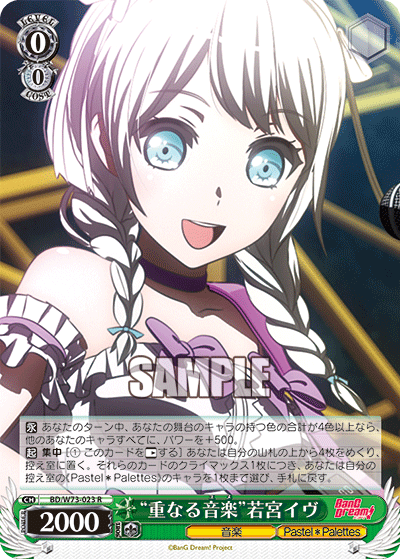 LEVEL
0
0
COST
SAMPLE
永 あなたのターン中、あなたの舞台のキャラの持つ色の合計が4色以上なら、
他のあなたキャラすべてに、パワーを+500。
起 集中 [① このカードを する] あなたは自分の山札の上から4枚をめくり、
控え室に置く。それらのカードのクライマックス1枚につき、あなたは自分の
控え室の《Pastel*Palettes》のキャラを1枚まで選び、手札に戻す。
CH BD/W73-023 R
2000
“重なる音楽”若宮イヴ
BanG Dream!
音楽
Pastel*Palettes
©BanG Dream! Project